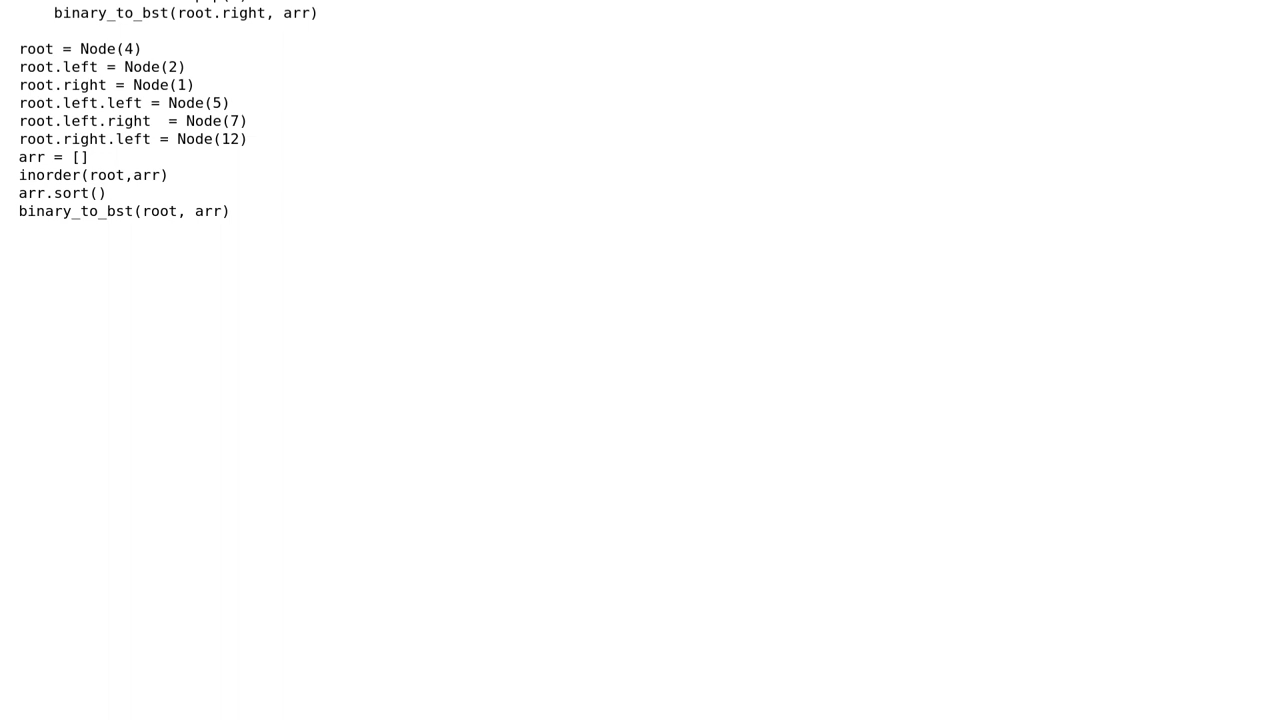 binary_to_bst(root.right, arr)

root = Node(4)
root.left = Node(2)
root.right = Node(1)
root.left.left = Node(5)
root.left.right  = Node(7)
root.right.left = Node(12)
arr = []
inorder(root,arr)
arr.sort()
binary_to_bst(root, arr)